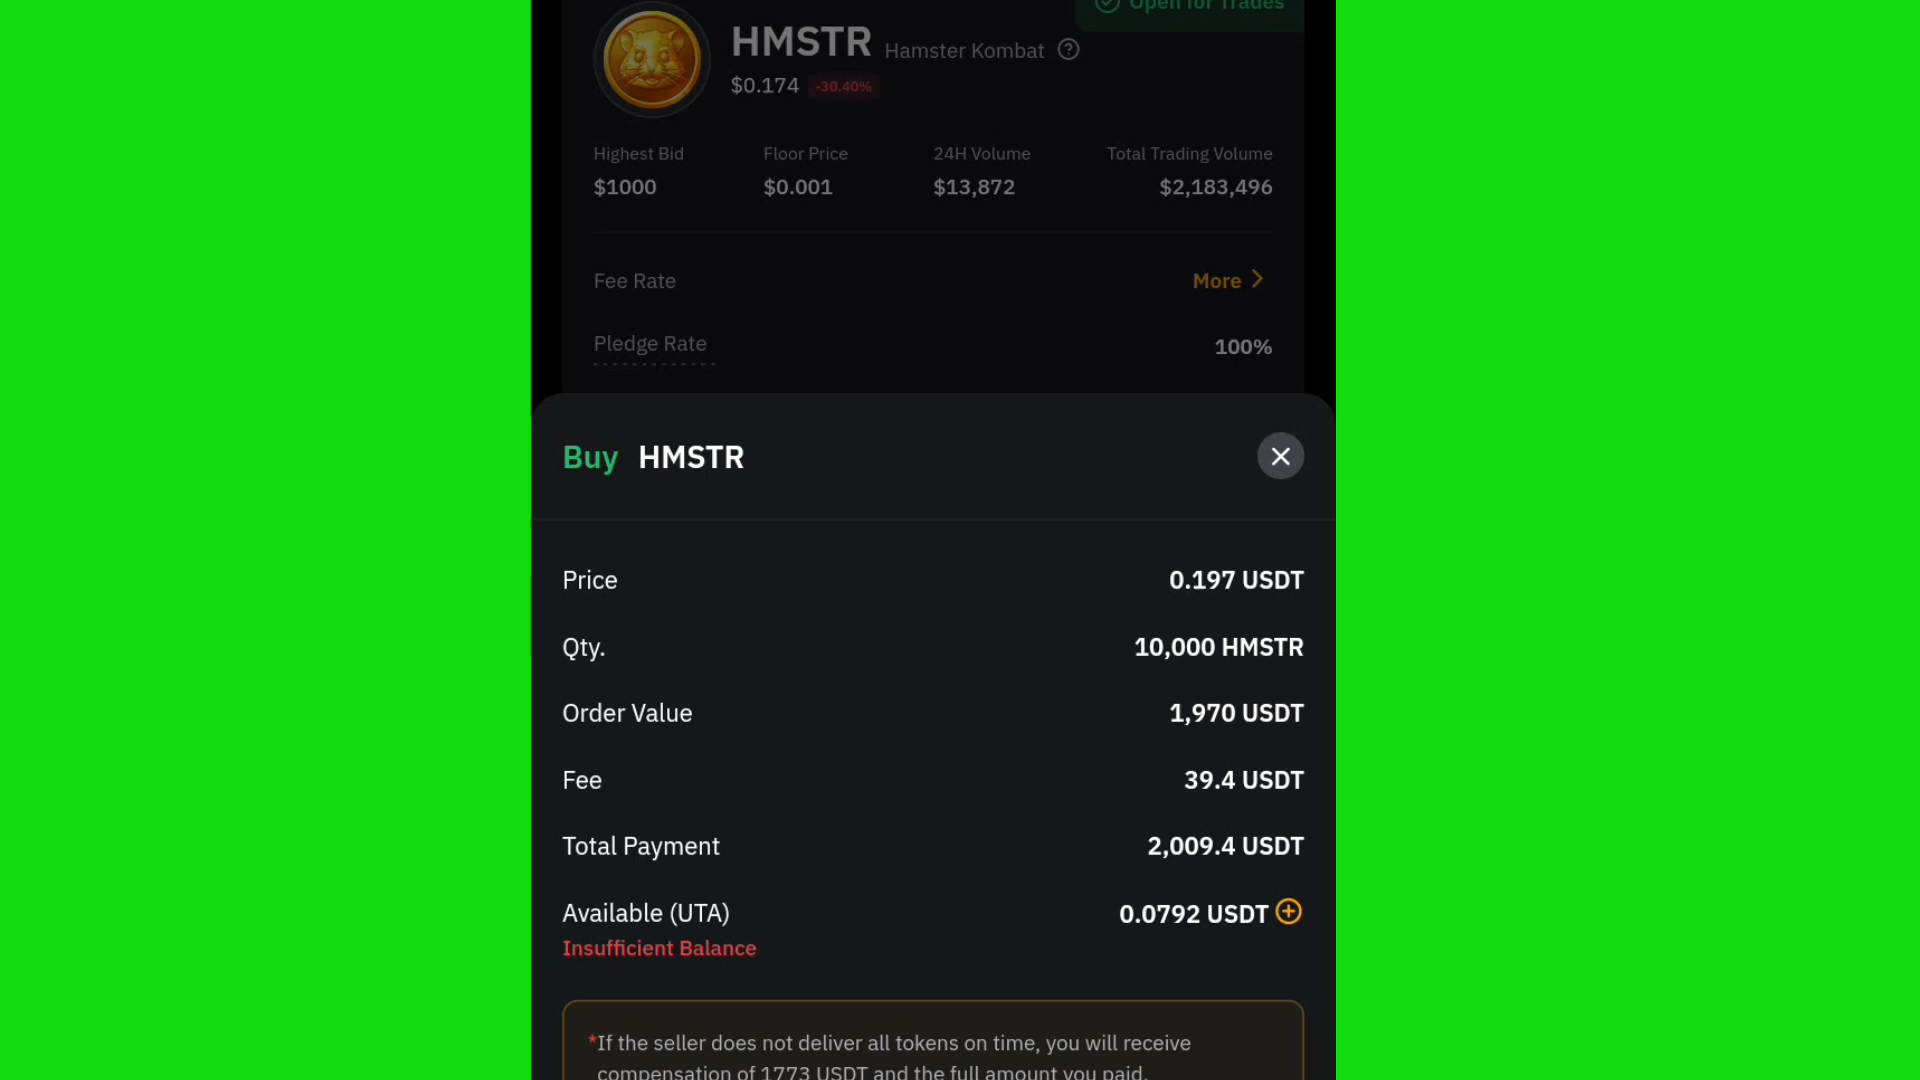 Open for Trades
HMSTR Hamster Kombat
$0.174 -30.40%
Highest Bid Floor Price 24H Volume Total Trading Volume
$1000 $0.001 $13,872 $2,183,496
Fee Rate More
Pledge Rate 100%
Buy HMSTR
Price 0.197 USDT
Qty. 10,000 HMSTR
Order Value 1,970 USDT
Fee 39.4 USDT
Total Payment 2,009.4 USDT
Available (UTA) 0.0792 USDT
Insufficient Balance
*If the seller does not deliver all tokens on time, you will receive
compensation of 1773 USDT and the full amount you paid.